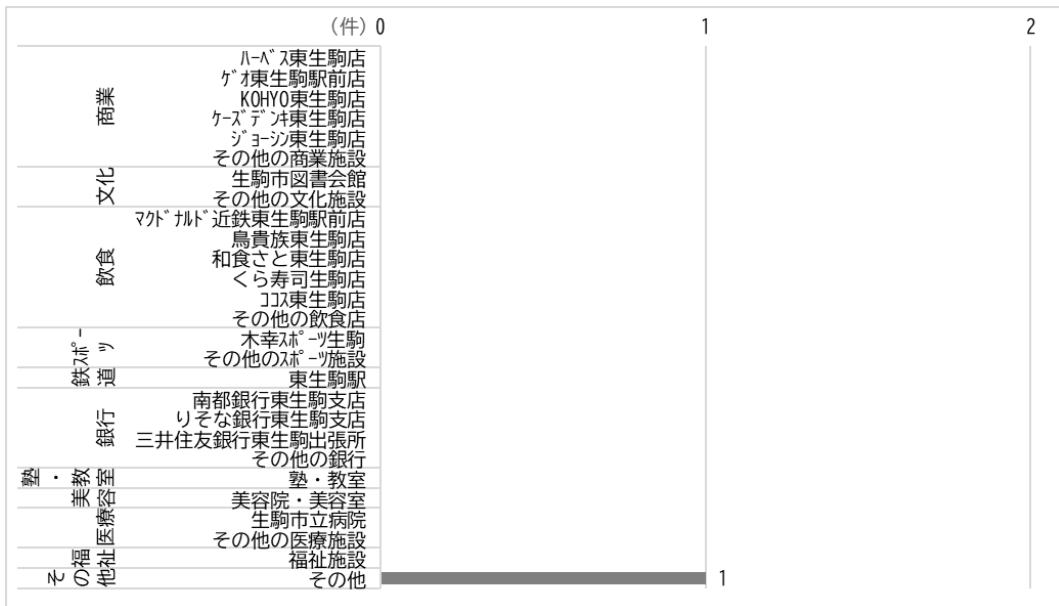 (件) 0 1 2
商業
ﾊｰﾍﾞｽ東生駒店
ｹﾞｵ東生駒駅前店
KOHYO東生駒店
ｹｰｽﾞﾃﾞﾝｷ東生駒店
ｼﾞｮｰｼﾝ東生駒店
その他の商業施設
文化
生駒市図書会館
その他の文化施設
飲食
ﾏｸﾄﾞﾅﾙﾄﾞ近鉄東生駒駅前店
鳥貴族東生駒店
和食さと東生駒店
くら寿司生駒店
ｺｺｽ東生駒店
その他の飲食店
ｽﾎﾟｰツ
木幸ｽﾎﾟｰﾂ生駒
その他のｽﾎﾟｰﾂ施設
鉄道
東生駒駅
銀行
南都銀行東生駒支店
りそな銀行東生駒支店
三井住友銀行東生駒出張所
その他の銀行
塾・教室
塾・教室
美容室
美容院・美容室
医療
生駒市立病院
その他の医療施設
福祉
福祉施設
その他
その他 1